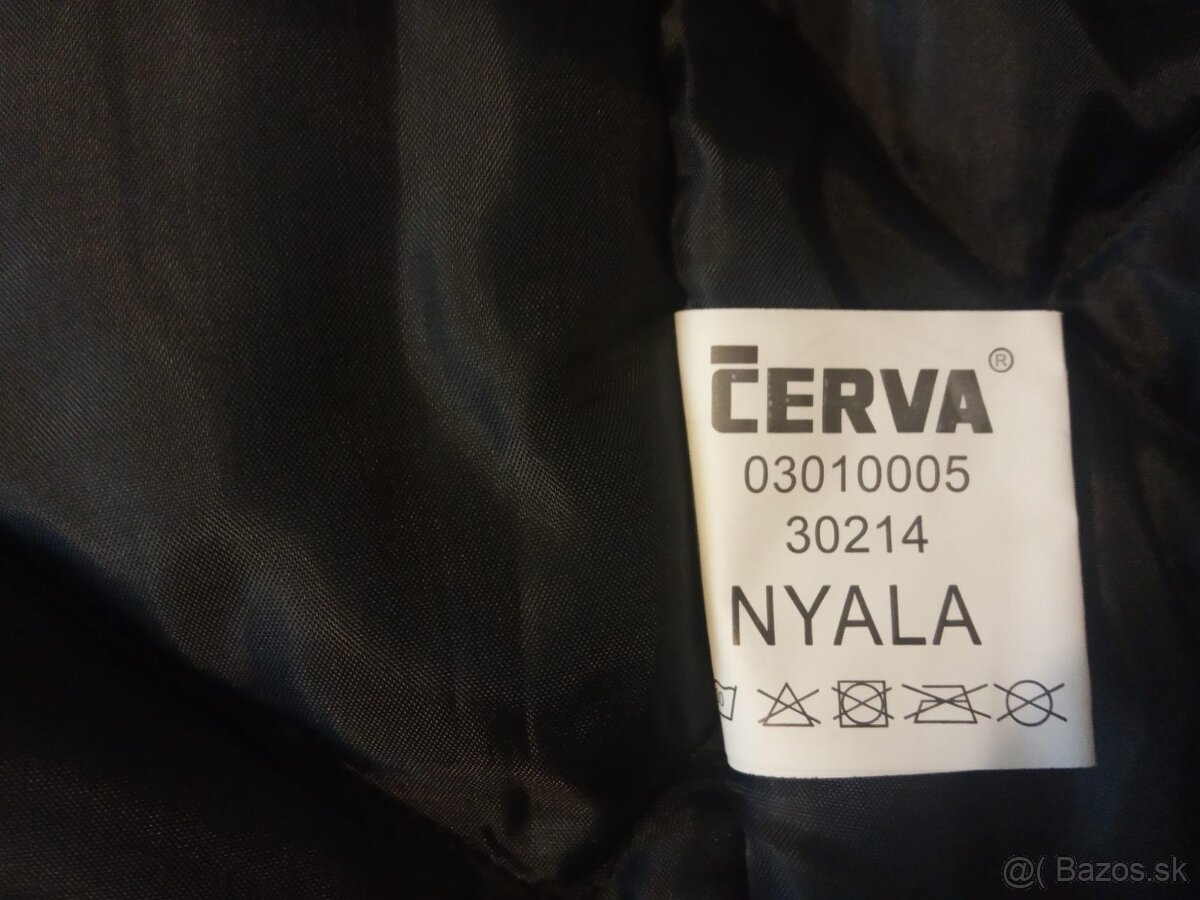 ČERVA®
03010005
30214
NYALA
@( Bazos.sk